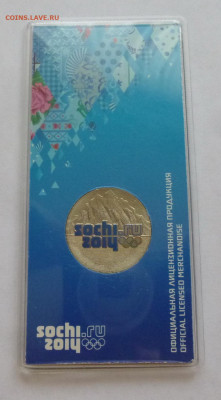 COINS.LAVE.RU
sochi.ru
2014
sochi.ru
2014
ОФИЦИАЛЬНАЯ ЛИЦЕНЗИОННАЯ ПРОДУКЦИЯ
OFFICIAL LICENSED MERCHANDISE